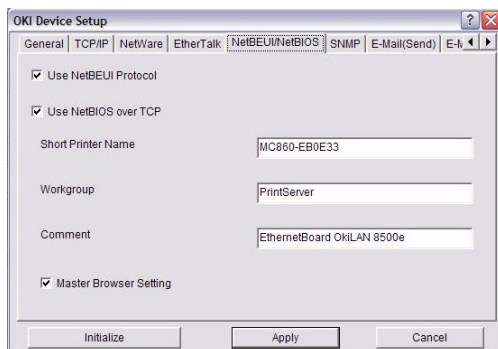 OKI Device Setup
General TCP/IP NetWare EtherTalk NetBEUI/NetBIOS SNMP E-Mail(Send)
Use NetBEUI Protocol
Use NetBIOS over TCP
Short Printer Name MC860-EB0E33
Workgroup PrintServer
Comment EthernetBoard OkiLAN 8500e
Master Browser Setting
Initialize Apply Cancel